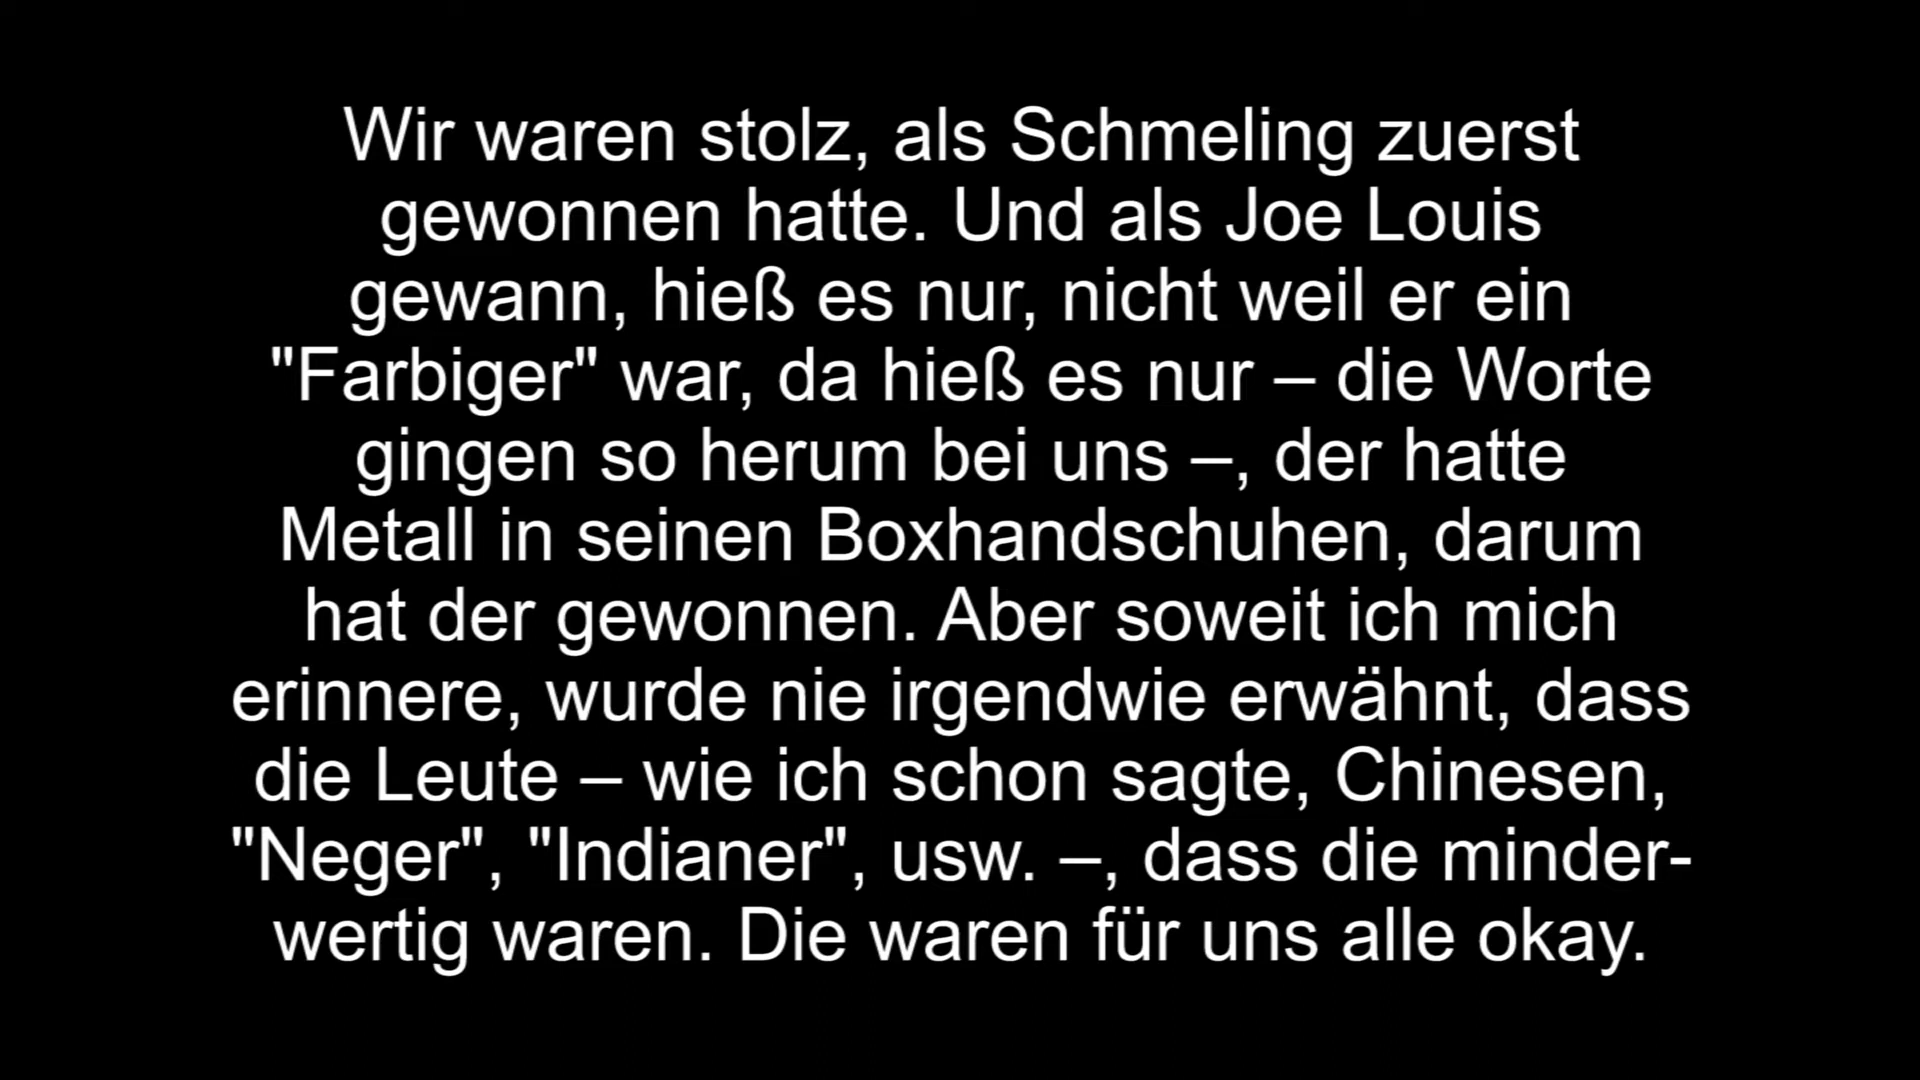 Wir waren stolz, als Schmeling zuerst
gewonnen hatte. Und als Joe Louis
gewann, hieß es nur, nicht weil er ein
"Farbiger" war, da hieß es nur – die Worte
gingen so herum bei uns –, der hatte
Metall in seinen Boxhandschuhen, darum
hat der gewonnen. Aber soweit ich mich
erinnere, wurde nie irgendwie erwähnt, dass
die Leute – wie ich schon sagte, Chinesen,
"Neger", "Indianer", usw. –, dass die minder-
wertig waren. Die waren für uns alle okay.